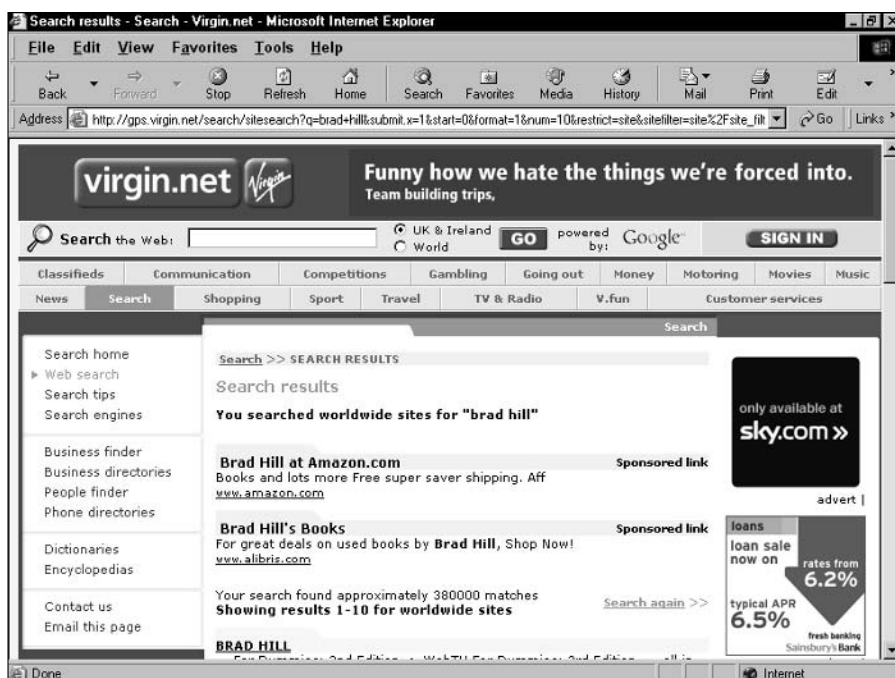 Search results - Search - Virgin.net - Microsoft Internet Explorer
File Edit View Favorites Tools Help
Back Forward Stop Refresh Home Search Favorites Media History Mail Print Edit
Address http://gps.virgin.net/search/sitesearch?q=brad+hill&submit.x=1&start=0&format=1&num=10&restrict=site&sitefilter=site%2Fsite_filt Go Links
virgin.net Virgin
Funny how we hate the things we're forced into.
Team building trips,
Search the Web: UK & Ireland World GO powered by: Google SIGN IN
Classifieds Communication Competitions Gambling Going out Money Motoring Movies Music
News Search Shopping Sport Travel TV & Radio V.fun Customer services
Search
Search home
Web search
Search tips
Search engines
Business finder
Business directories
People finder
Phone directories
Dictionaries
Encyclopedias
Contact us
Email this page
Search >> SEARCH RESULTS
Search results
You searched worldwide sites for "brad hill"
Brad Hill at Amazon.com Sponsored link
Books and lots more Free super saver shipping. Aff
www.amazon.com
Brad Hill's Books Sponsored link
For great deals on used books by Brad Hill, Shop Now!
www.alibris.com
Your search found approximately 380000 matches
Showing results 1-10 for worldwide sites Search again >>
BRAD HILL
For Dummies; 2nd Edition WebTV For Dummies; 3rd Edition
only available at
sky.com »
advert |
loans
loan sale
now on
rates from
6.2%
typical APR
6.5%
fresh banking
Sainsbury's Bank
Done Internet